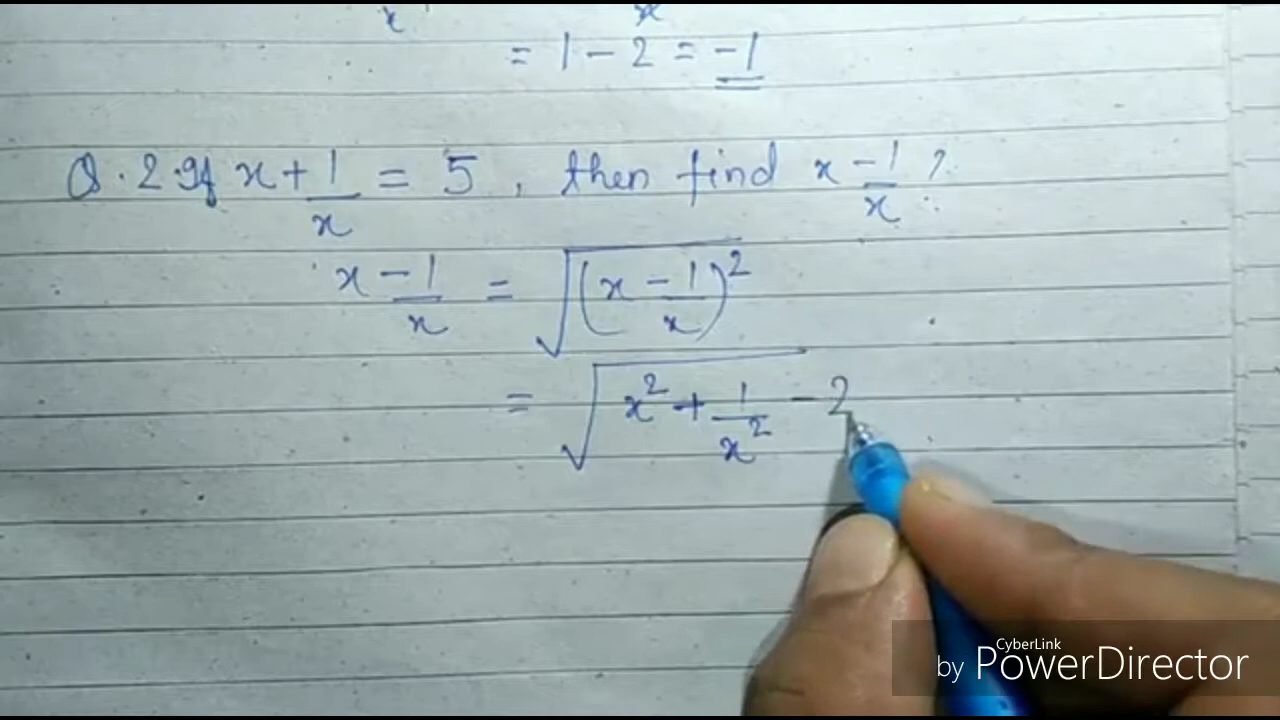 x x
= 1 - 2 = -1
Q.2. If x + 1/x = 5, then find x - 1/x ?
x - 1/x = √(x - 1/x)²
= √x² + 1/x² - 2
CyberLink
by PowerDirector